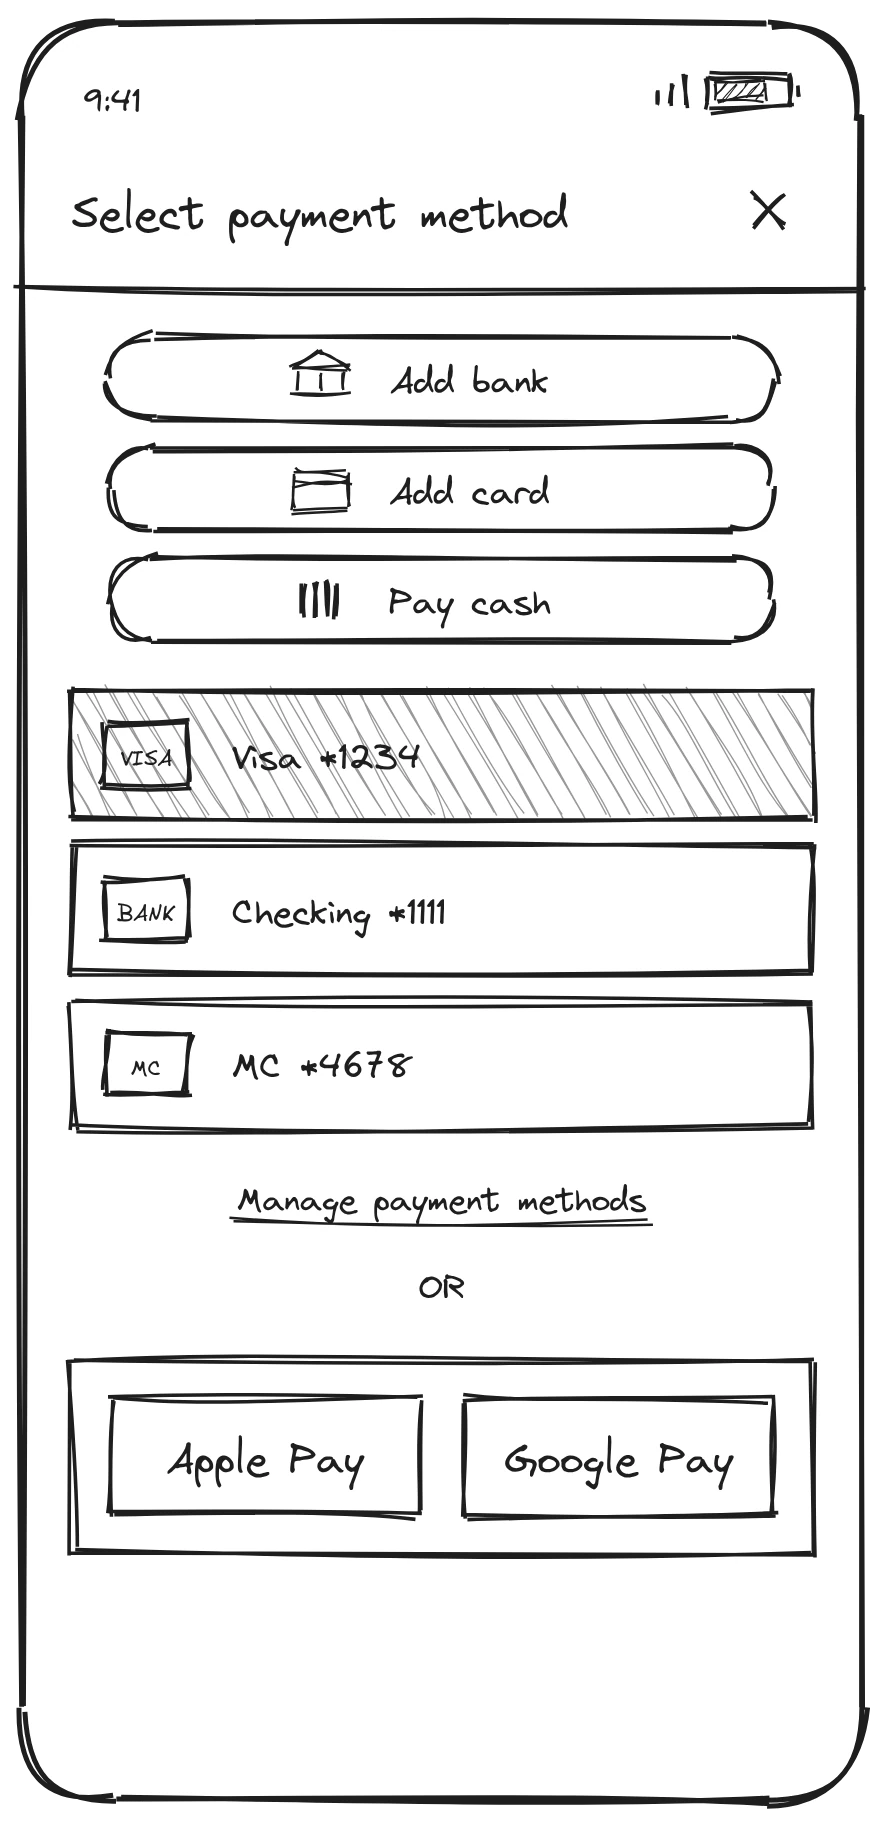 9:41
Select payment method
Add bank
Add card
Pay cash
VISA Visa *1234
BANK Checking *1111
MC MC *4678
Manage payment methods
OR
Apple Pay Google Pay